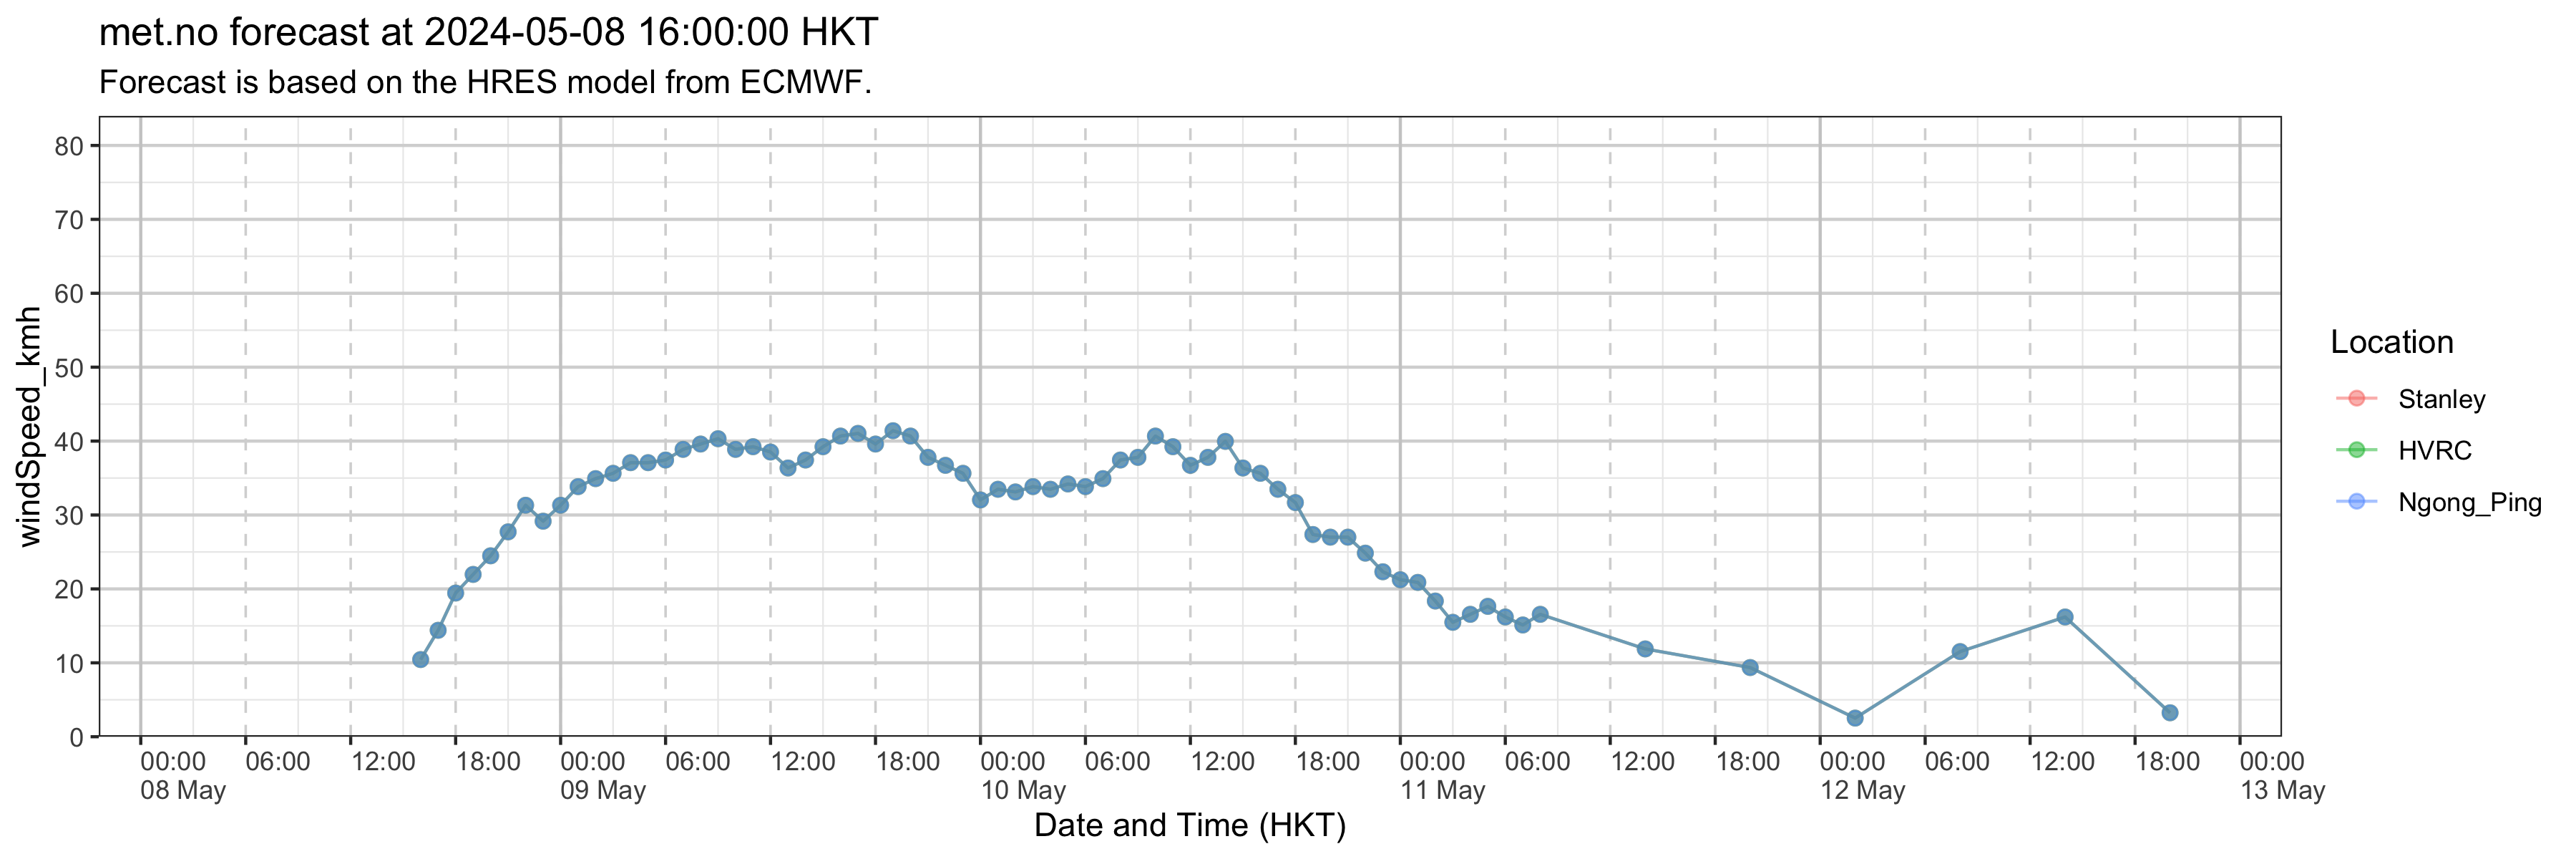 met.no forecast at 2024-05-08 16:00:00 HKT
Forecast is based on the HRES model from ECMWF.
windSpeed_kmh
80
70
60
50
40
30
20
10
0
00:00 06:00 12:00 18:00 00:00 06:00 12:00 18:00 00:00 06:00 12:00 18:00 00:00 06:00 12:00 18:00 00:00 06:00 12:00 18:00 00:00
08 May 09 May 10 May 11 May 12 May 13 May
Date and Time (HKT)
Location
Stanley
HVRC
Ngong_Ping